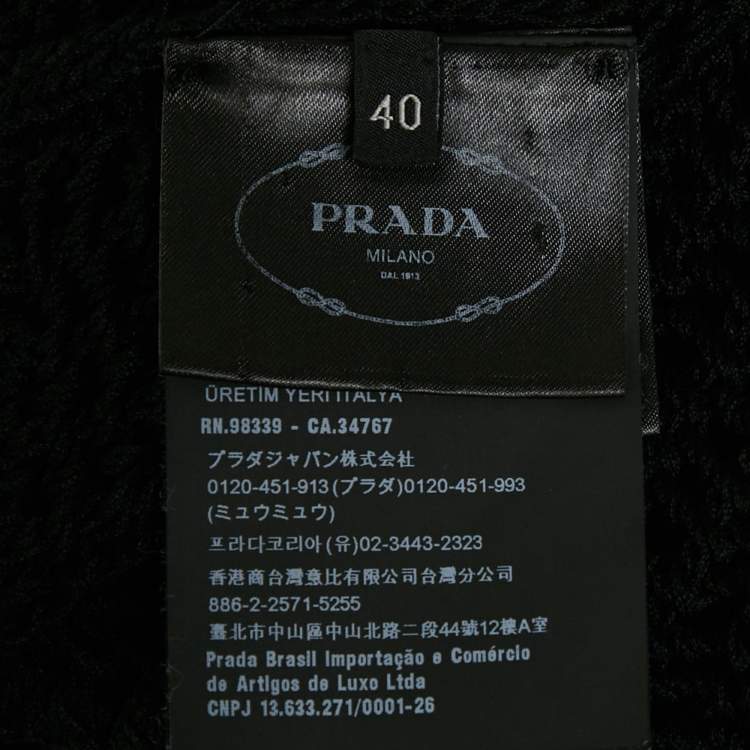 40
PRADA
MILANO
DAL 1913
ÜRETIM YERI ITALYA
RN.98339 - CA.34767
プラダジャパン株式会社
0120-451-913(プラダ)0120-451-993
(ミュウミュウ)
프라다코리아(유)02-3443-2323
香港商台灣意比有限公司台灣分公司
886-2-2571-5255
臺北市中山區中山北路二段44號12樓A室
Prada Brasil Importação e Comércio
de Artigos de Luxo Ltda
CNPJ 13.633.271/0001-26